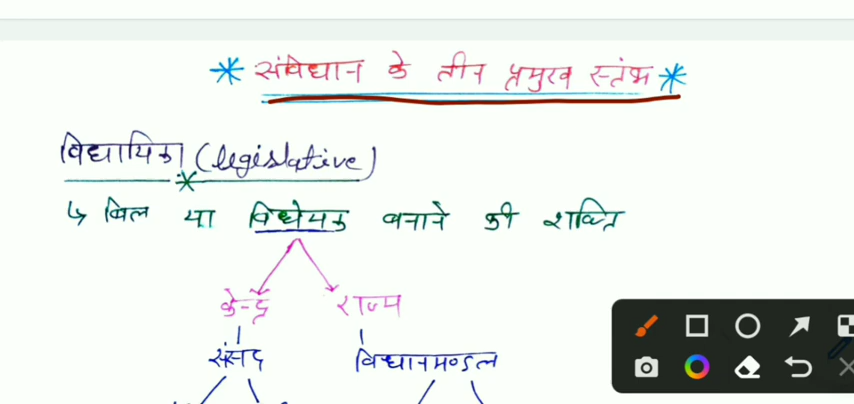 * संविधान के तीन प्रमुख स्तंभ *
विधायिका (legislative)
↳ बिल या विधेयक बनाने की शक्ति
केन्द्र राज्य
संसद विधानमण्डल